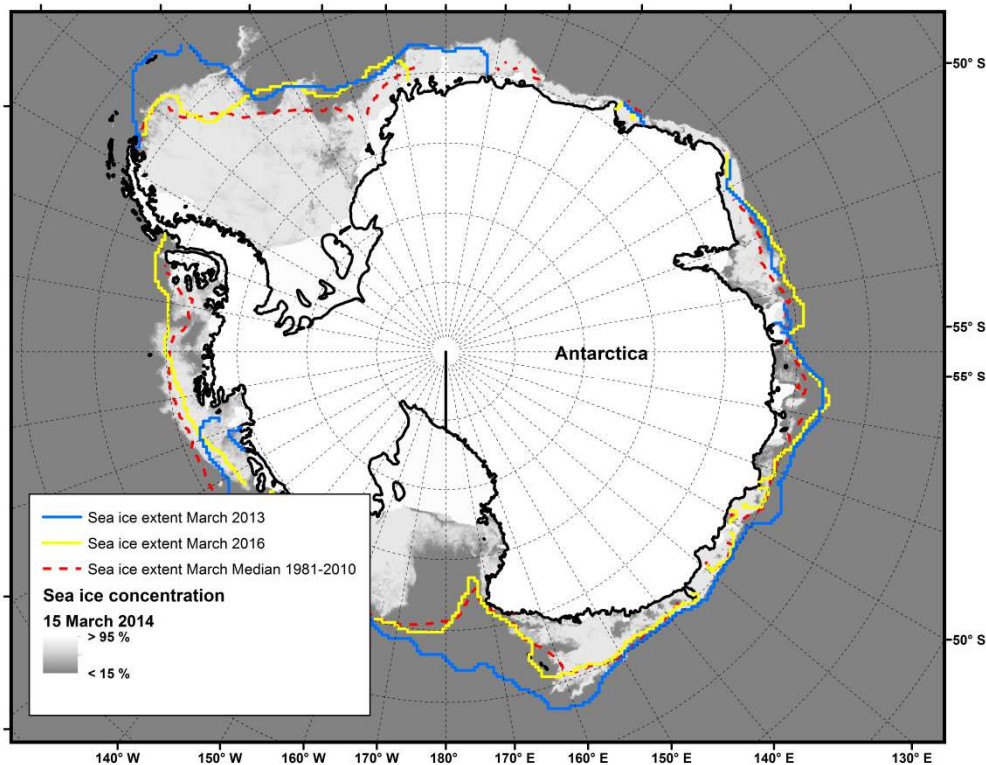 50° S
Antarctica
55° S
55° S
50° S
Sea ice extent March 2013
Sea ice extent March 2016
Sea ice extent March Median 1981-2010
Sea ice concentration
15 March 2014
> 95 %
< 15 %
140° W 150° W 160° W 170° W 180° 170° E 160° E 150° E 140° E 130° E